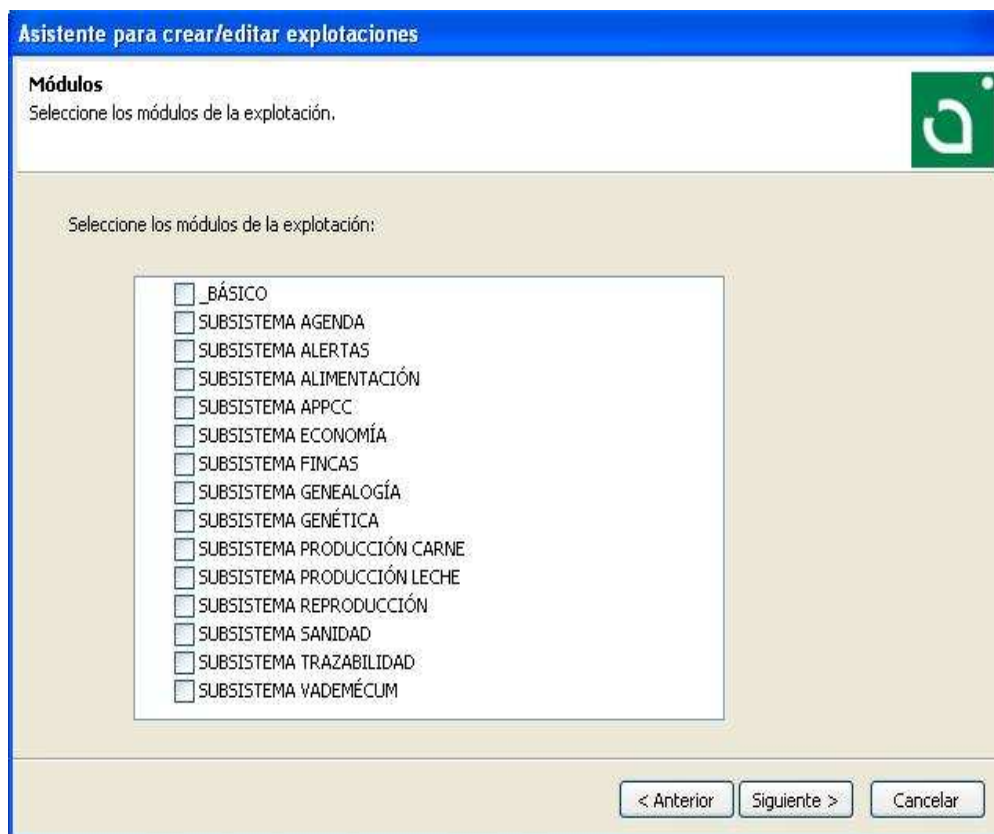 Asistente para crear/editar explotaciones
Módulos
Seleccione los módulos de la explotación.
Seleccione los módulos de la explotación:
_BÁSICO
SUBSISTEMA AGENDA
SUBSISTEMA ALERTAS
SUBSISTEMA ALIMENTACIÓN
SUBSISTEMA APPCC
SUBSISTEMA ECONOMÍA
SUBSISTEMA FINCAS
SUBSISTEMA GENEALOGÍA
SUBSISTEMA GENÉTICA
SUBSISTEMA PRODUCCIÓN CARNE
SUBSISTEMA PRODUCCIÓN LECHE
SUBSISTEMA REPRODUCCIÓN
SUBSISTEMA SANIDAD
SUBSISTEMA TRAZABILIDAD
SUBSISTEMA VADEMÉCUM
< Anterior Siguiente > Cancelar